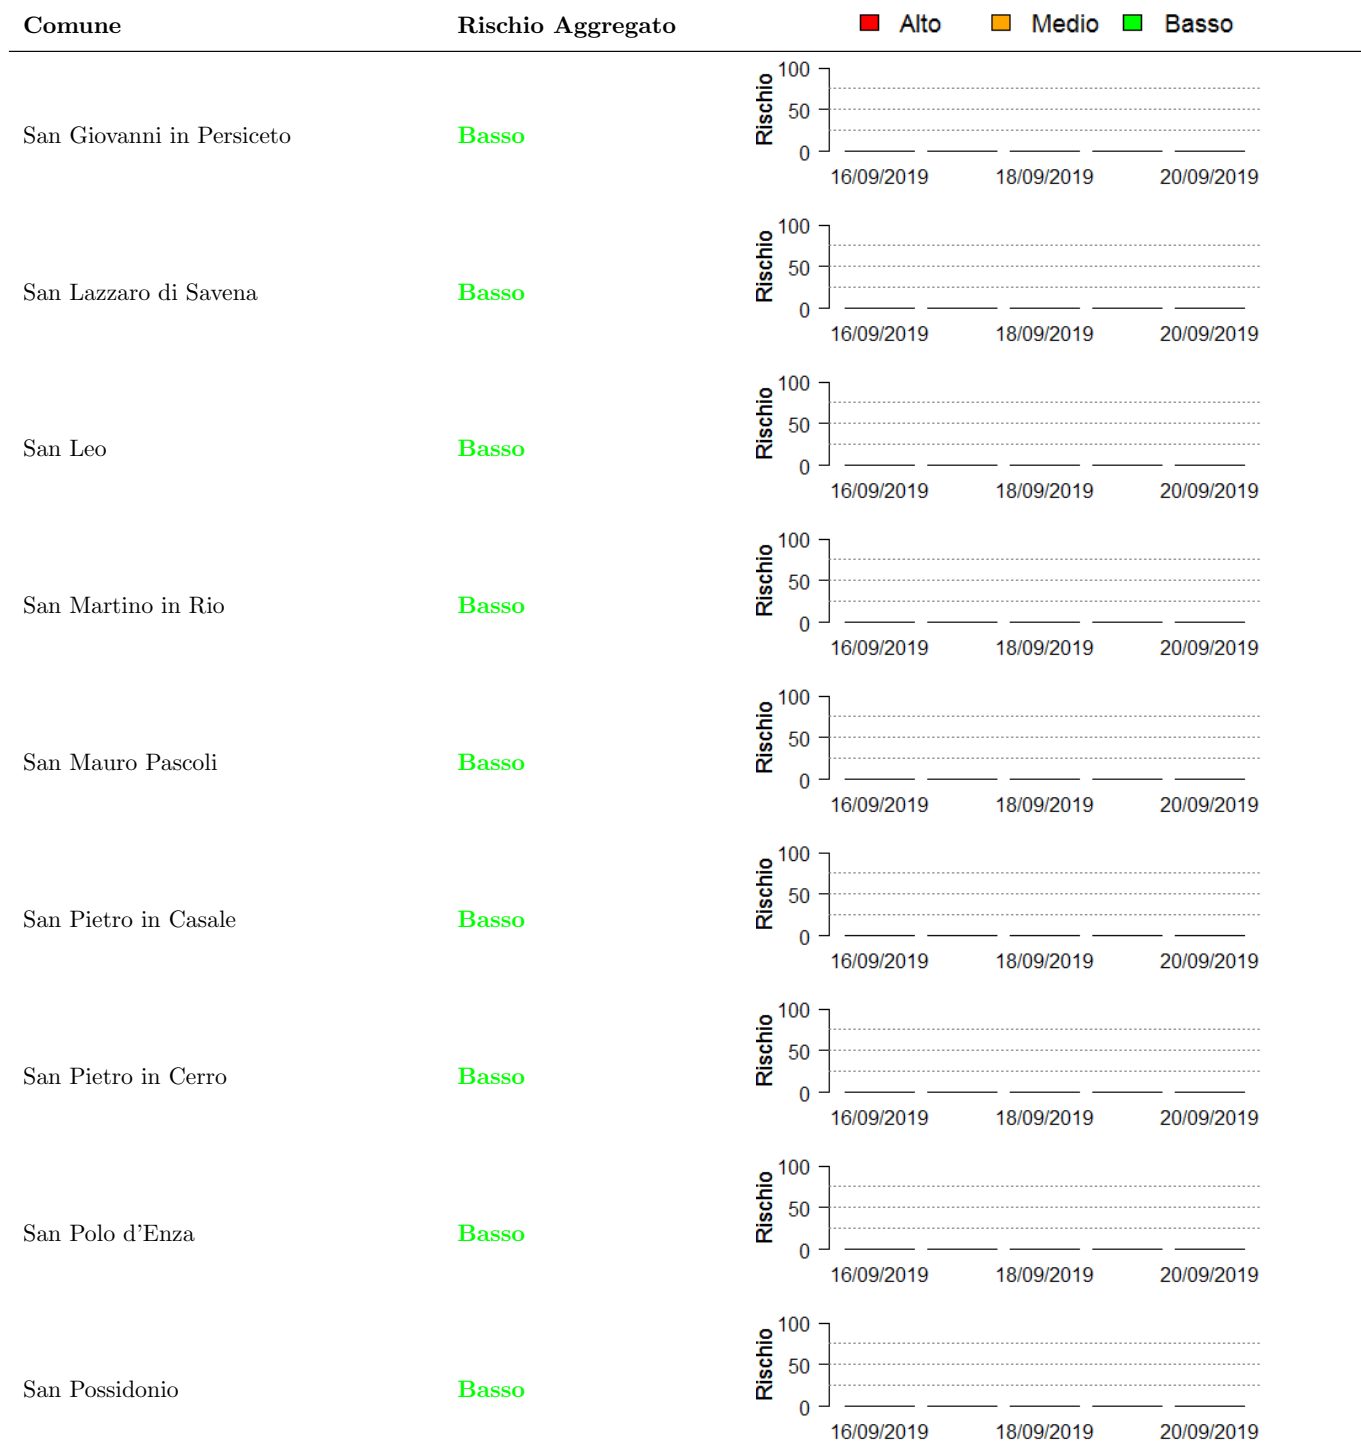 Comune Rischio Aggregato Alto Medio Basso
100
50
0
Rischio
San Giovanni in Persiceto Basso
16/09/2019 18/09/2019 20/09/2019
100
50
0
Rischio
San Lazzaro di Savena Basso
16/09/2019 18/09/2019 20/09/2019
100
50
0
Rischio
San Leo Basso
16/09/2019 18/09/2019 20/09/2019
100
50
0
Rischio
San Martino in Rio Basso
16/09/2019 18/09/2019 20/09/2019
100
50
0
Rischio
San Mauro Pascoli Basso
16/09/2019 18/09/2019 20/09/2019
100
50
0
Rischio
San Pietro in Casale Basso
16/09/2019 18/09/2019 20/09/2019
100
50
0
Rischio
San Pietro in Cerro Basso
16/09/2019 18/09/2019 20/09/2019
100
50
0
Rischio
San Polo d'Enza Basso
16/09/2019 18/09/2019 20/09/2019
100
50
0
Rischio
San Possidonio Basso
16/09/2019 18/09/2019 20/09/2019